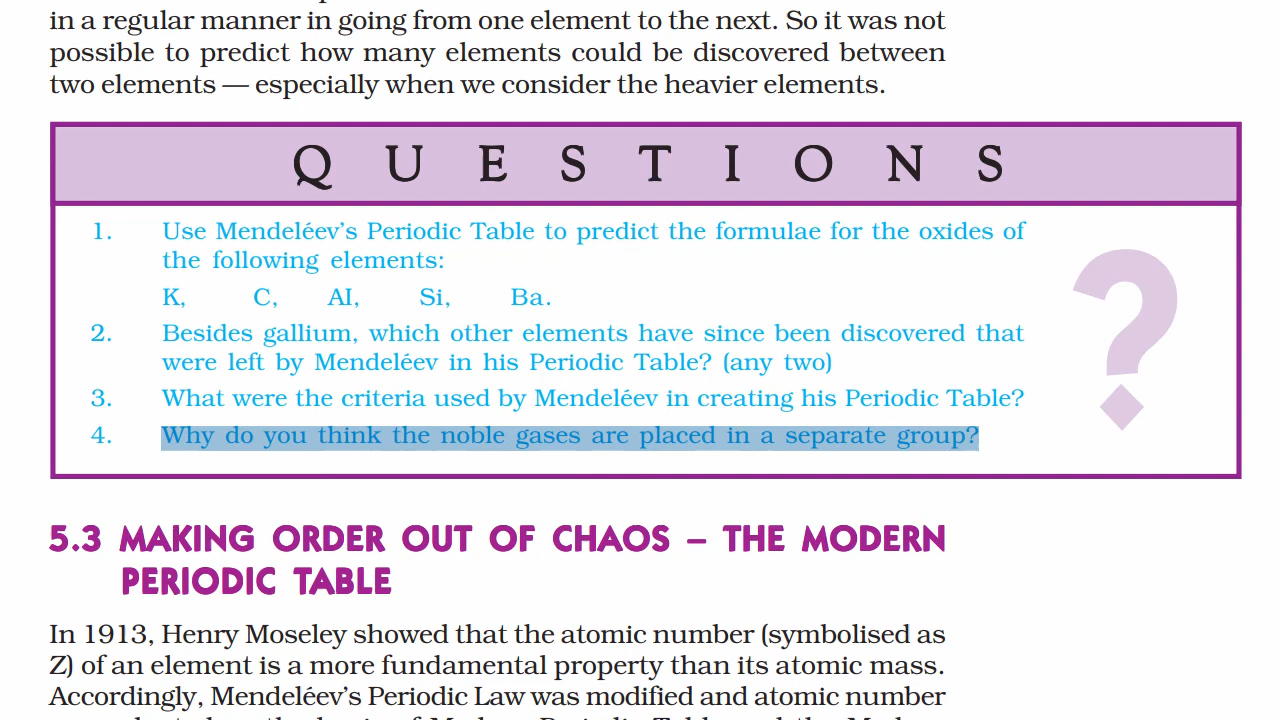 in a regular manner in going from one element to the next. So it was not
possible to predict how many elements could be discovered between
two elements — especially when we consider the heavier elements.
Q U E S T I O N S
1. Use Mendeléev's Periodic Table to predict the formulae for the oxides of
the following elements:
K, C, AI, Si, Ba.
2. Besides gallium, which other elements have since been discovered that
were left by Mendeléev in his Periodic Table? (any two)
3. What were the criteria used by Mendeléev in creating his Periodic Table?
4. Why do you think the noble gases are placed in a separate group?
?
5.3 MAKING ORDER OUT OF CHAOS – THE MODERN
PERIODIC TABLE
In 1913, Henry Moseley showed that the atomic number (symbolised as
Z) of an element is a more fundamental property than its atomic mass.
Accordingly, Mendeléev's Periodic Law was modified and atomic number